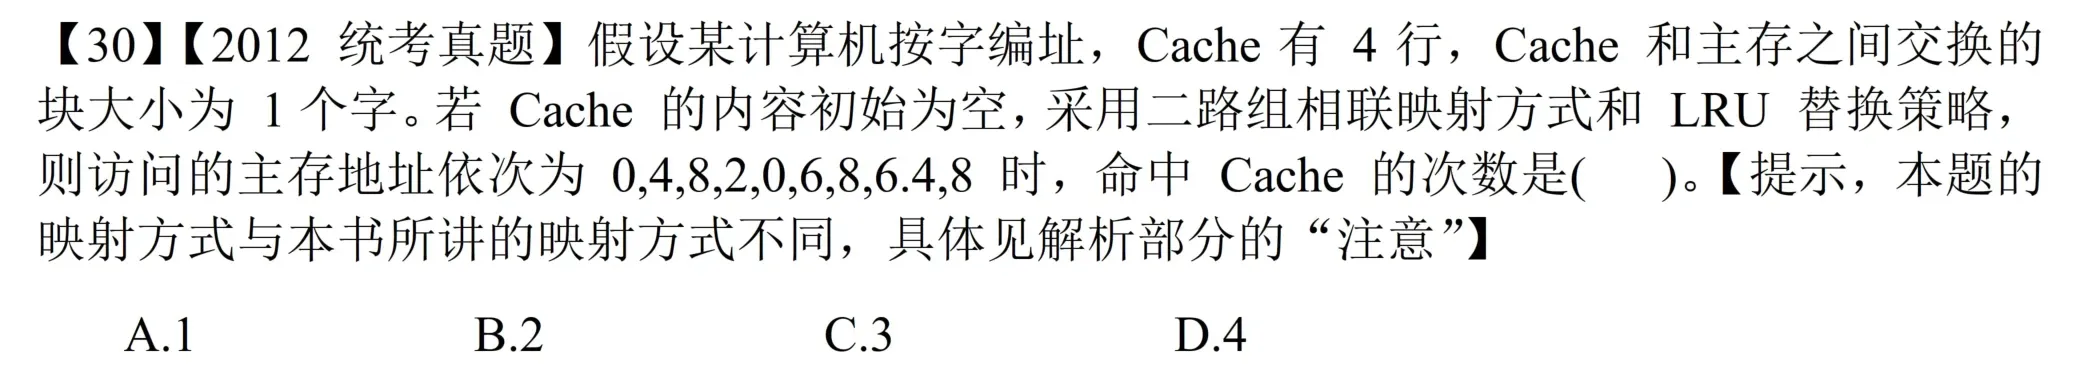 【30】【2012 统考真题】假设某计算机按字编址，Cache 有 4 行，Cache 和主存之间交换的
块大小为 1个字。若 Cache 的内容初始为空，采用二路组相联映射方式和 LRU 替换策略，
则访问的主存地址依次为 0,4,8,2,0,6,8,6.4,8 时，命中 Cache 的次数是( )。【提示，本题的
映射方式与本书所讲的映射方式不同，具体见解析部分的“注意”】
A.1 B.2 C.3 D.4